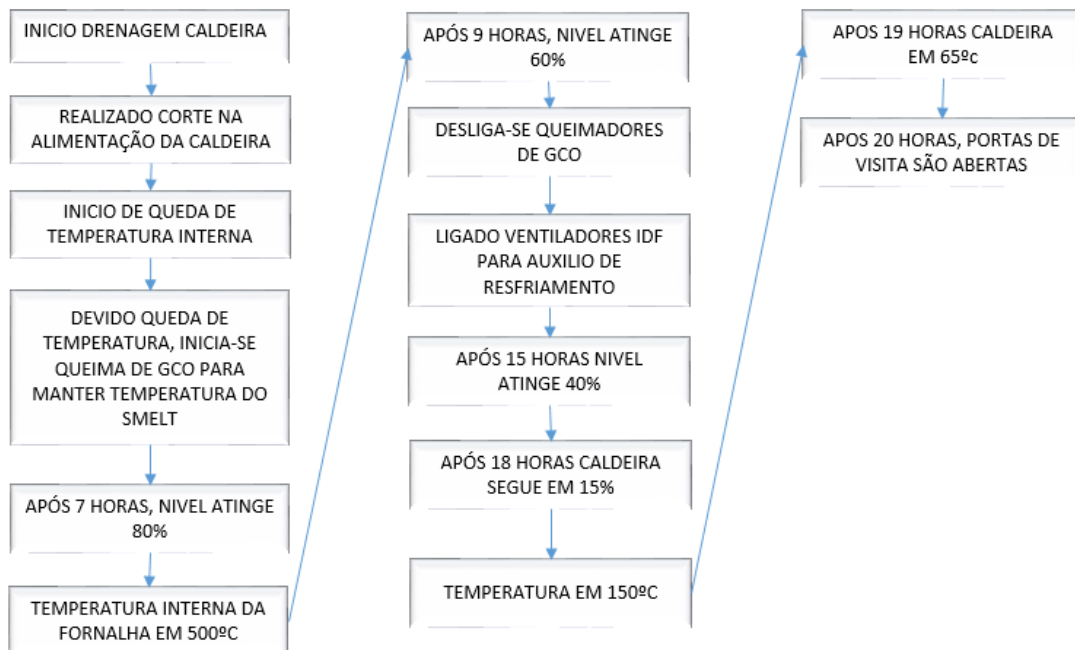 INICIO DRENAGEM CALDEIRA
REALIZADO CORTE NA
ALIMENTAÇÃO DA CALDEIRA
INICIO DE QUEDA DE
TEMPERATURA INTERNA
DEVIDO QUEDA DE
TEMPERATURA, INICIA-SE
QUEIMA DE GCO PARA
MANTER TEMPERATURA DO
SMELT
APÓS 7 HORAS, NIVEL ATINGE
80%
TEMPERATURA INTERNA DA
FORNALHA EM 500ºC
APÓS 9 HORAS, NIVEL ATINGE
60%
DESLIGA-SE QUEIMADORES
DE GCO
LIGADO VENTILADORES IDF
PARA AUXILIO DE
RESFRIAMENTO
APÓS 15 HORAS NIVEL
ATINGE 40%
APÓS 18 HORAS CALDEIRA
SEGUE EM 15%
TEMPERATURA EM 150ºC
APOS 19 HORAS CALDEIRA
EM 65ºc
APOS 20 HORAS, PORTAS DE
VISITA SÃO ABERTAS